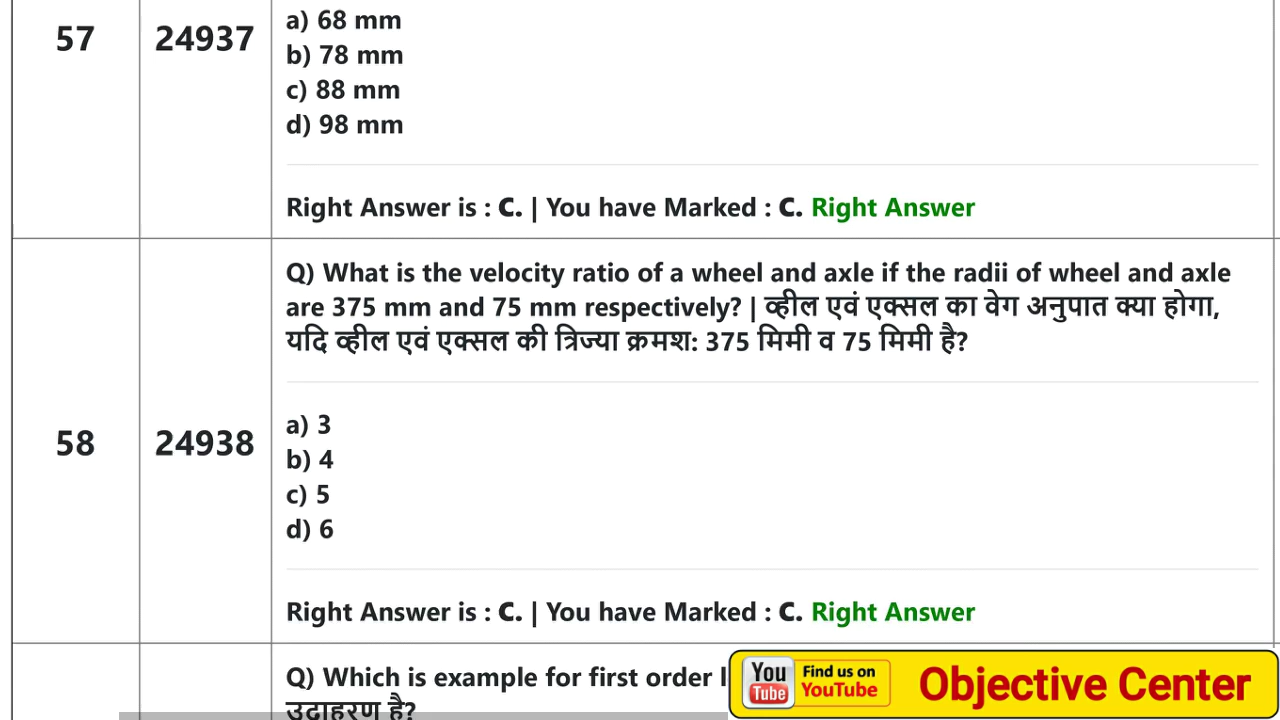 57
24937
a) 68 mm
b) 78 mm
c) 88 mm
d) 98 mm
Right Answer is : C. | You have Marked : C. Right Answer
58
24938
Q) What is the velocity ratio of a wheel and axle if the radii of wheel and axle
are 375 mm and 75 mm respectively? | व्हील एवं एक्सल का वेग अनुपात क्या होगा,
यदि व्हील एवं एक्सल की त्रिज्या क्रमश: 375 मिमी व 75 मिमी है?
a) 3
b) 4
c) 5
d) 6
Right Answer is : C. | You have Marked : C. Right Answer
Q) Which is example for first order
उदाहरण है?
You
Tube
Find us on
YouTube
Objective Center